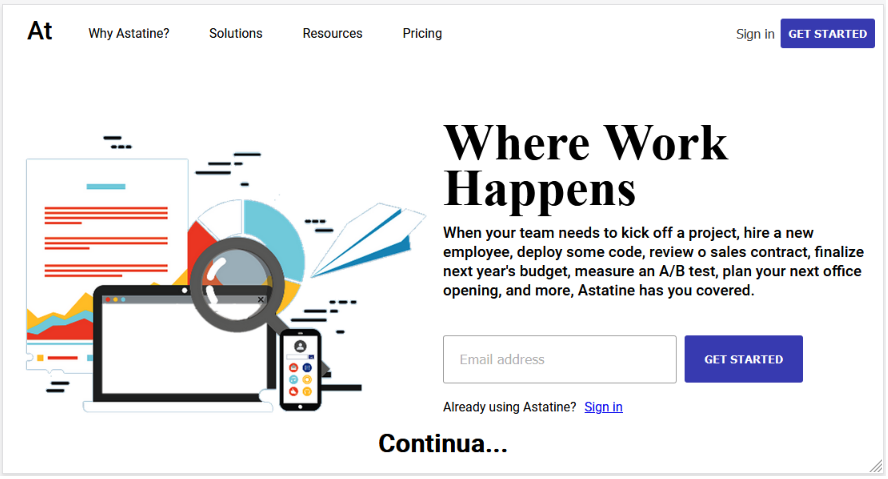 At Why Astatine? Solutions Resources Pricing Sign in GET STARTED
Where Work
Happens
When your team needs to kick off a project, hire a new
employee, deploy some code, review o sales contract, finalize
next year's budget, measure an A/B test, plan your next office
opening, and more, Astatine has you covered.
Email address GET STARTED
Already using Astatine? Sign in
Continua...